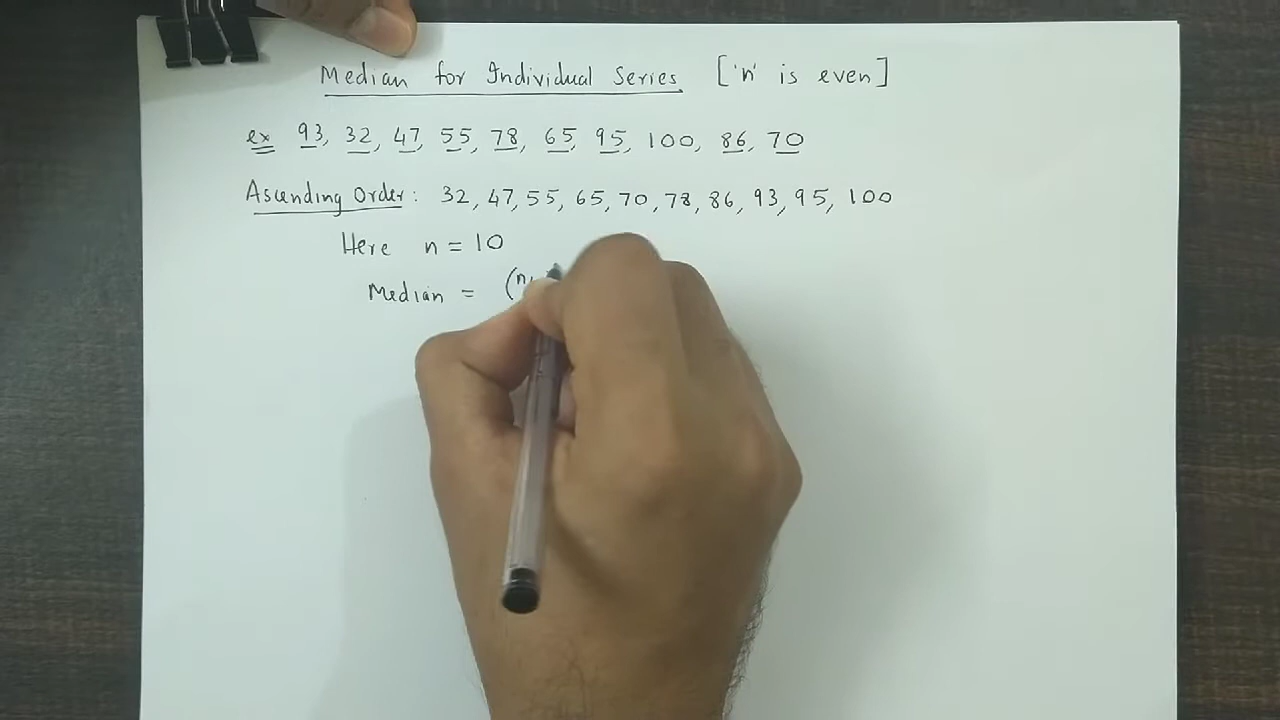 Median for Individual Series ['n' is even]
ex 93, 32, 47, 55, 78, 65, 95, 100, 86, 70
Ascending Order: 32, 47, 55, 65, 70, 78, 86, 93, 95, 100
Here n = 10
Median = (n